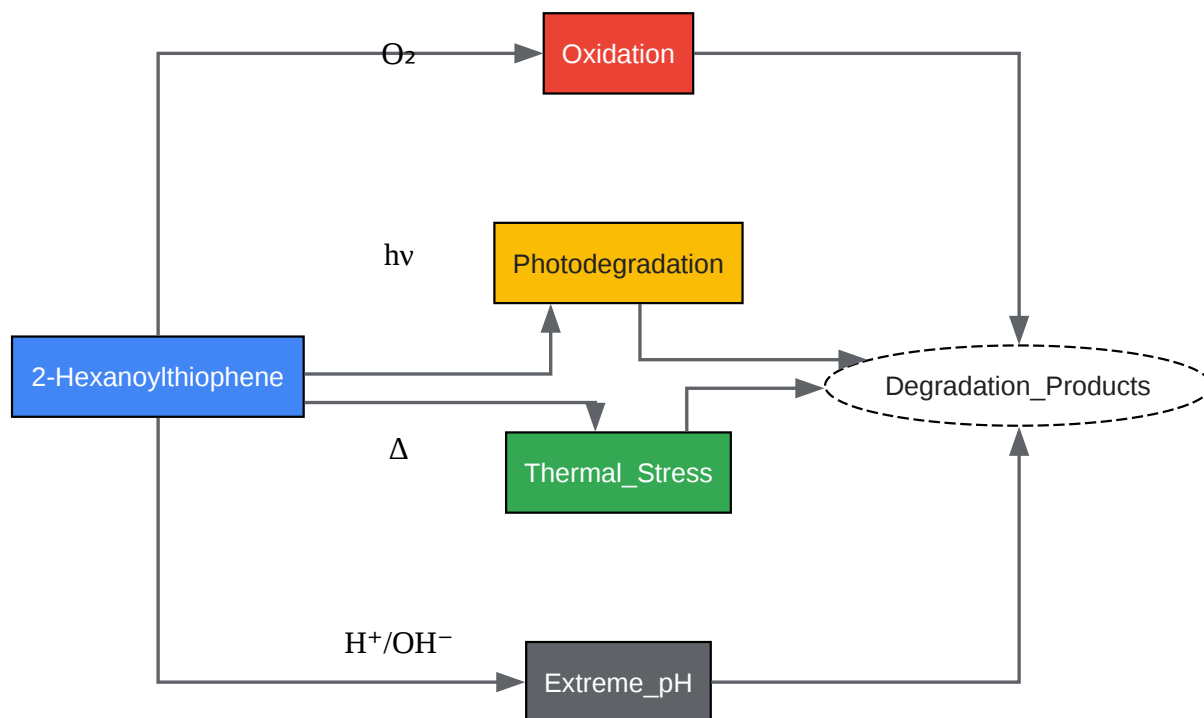 O₂
Oxidation
hν
Photodegradation
2-Hexanoylthiophene
Degradation_Products
Δ
Thermal_Stress
H⁺/OH⁻
Extreme_pH